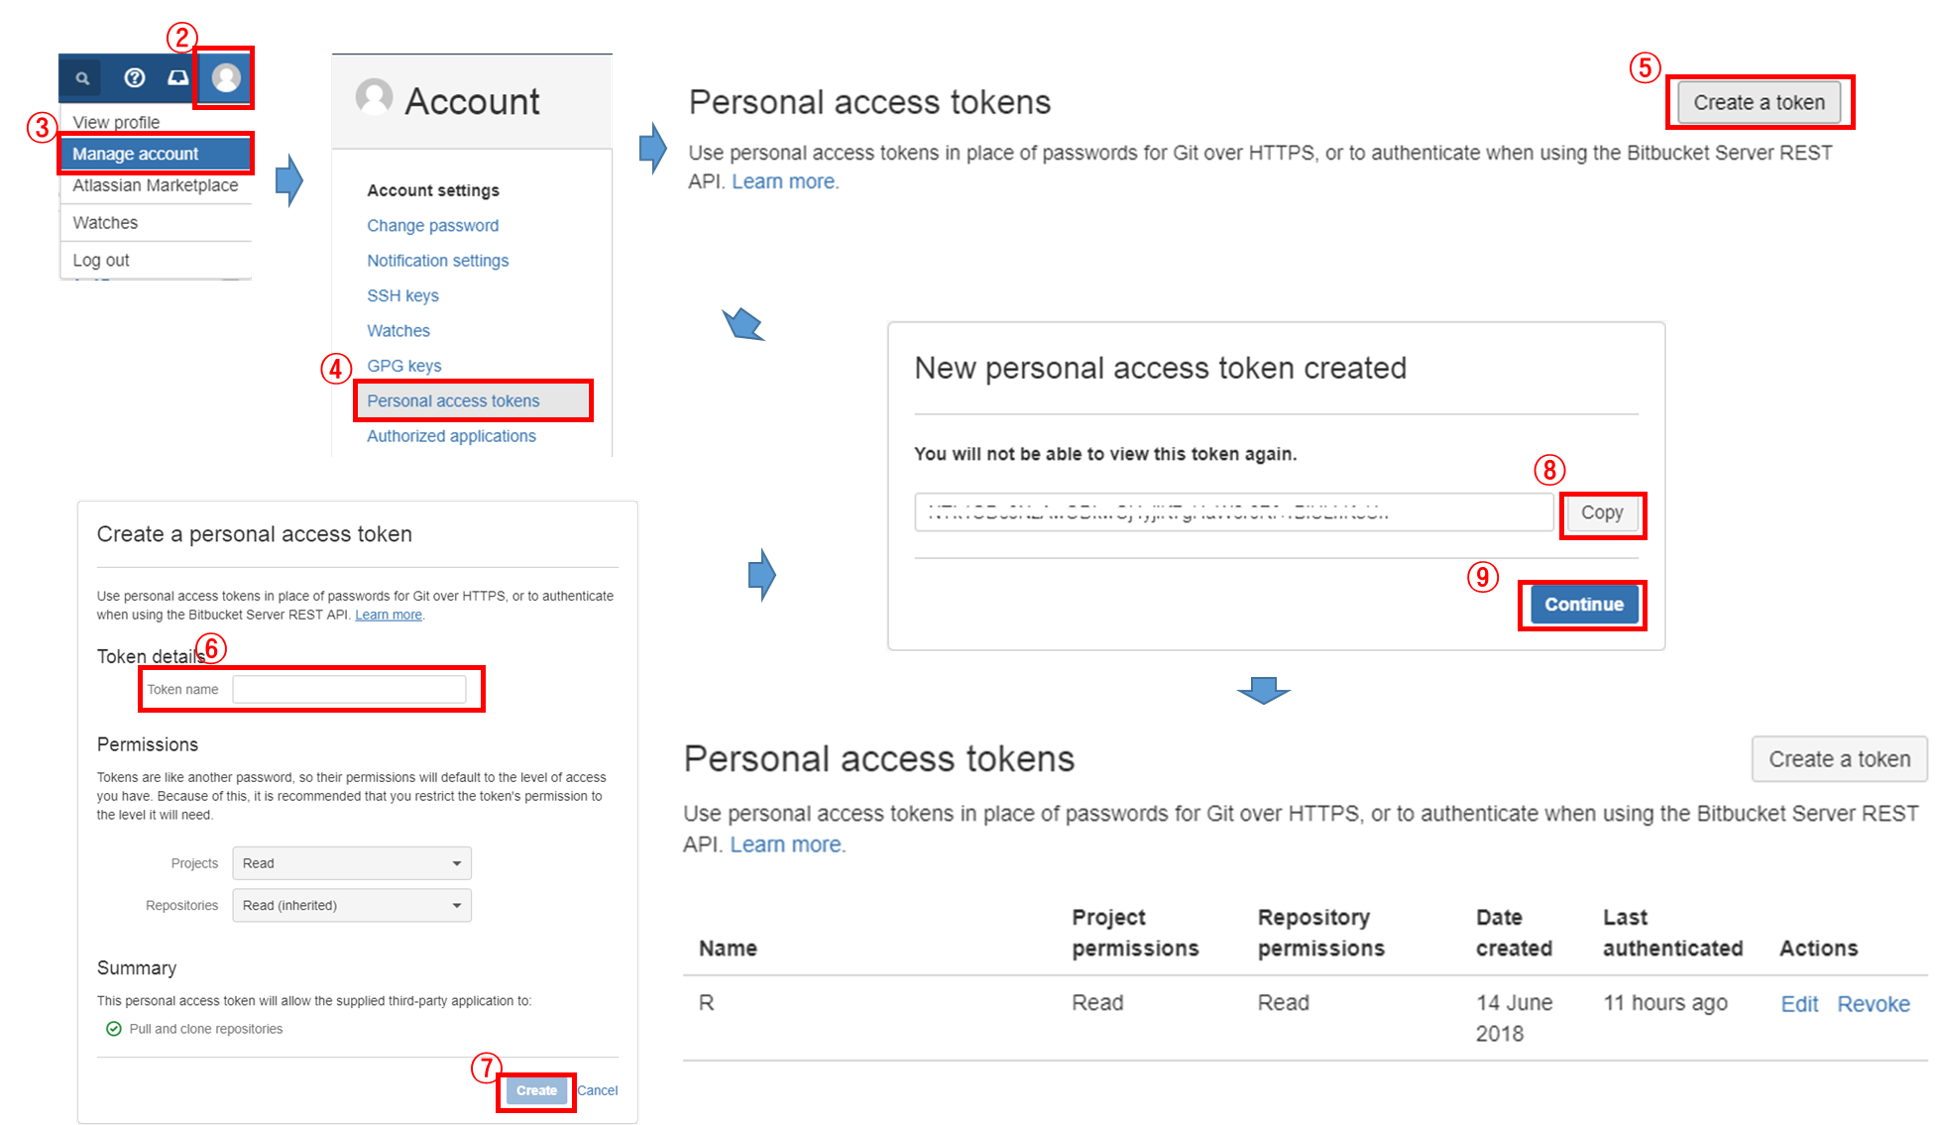 ②
③
View profile
Manage account
Atlassian Marketplace
Watches
Log out
Account
Account settings
Change password
Notification settings
SSH keys
Watches
GPG keys
④
Personal access tokens
Authorized applications
⑤
Personal access tokens
Create a token
Use personal access tokens in place of passwords for Git over HTTPS, or to authenticate when using the Bitbucket Server REST
API. Learn more.
Create a personal access token
Use personal access tokens in place of passwords for Git over HTTPS, or to authenticate
when using the Bitbucket Server REST API. Learn more.
Token details
⑥
Token name
Permissions
Tokens are like another password, so their permissions will default to the level of access
you have. Because of this, it is recommended that you restrict the token's permission to
the level it will need.
Projects Read
Repositories Read (inherited)
Summary
This personal access token will allow the supplied third-party application to:
Pull and clone repositories
⑦
Create Cancel
New personal access token created
You will not be able to view this token again.
⑧
Copy
⑨
Continue
Personal access tokens
Create a token
Use personal access tokens in place of passwords for Git over HTTPS, or to authenticate when using the Bitbucket Server REST
API. Learn more.
Name Project permissions Repository permissions Date created Last authenticated Actions
R Read Read 14 June 2018 11 hours ago Edit Revoke